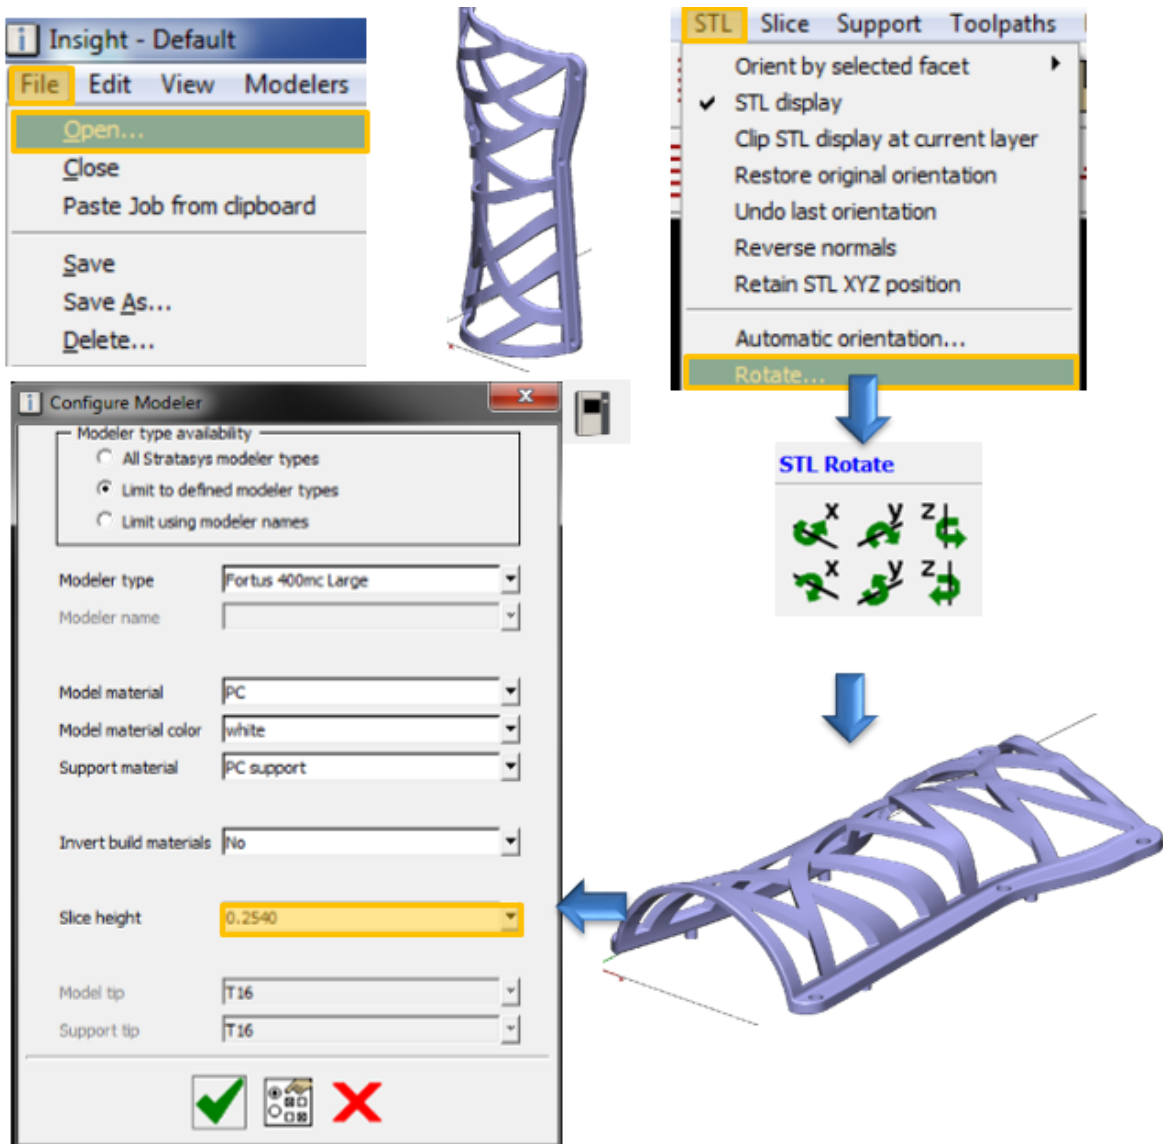 Insight - Default
File Edit View Modelers
Open...
Close
Paste Job from clipboard
Save
Save As...
Delete...
STL Slice Support Toolpaths
Orient by selected facet
STL display
Clip STL display at current layer
Restore original orientation
Undo last orientation
Reverse normals
Retain STL XYZ position
Automatic orientation...
Rotate...
STL Rotate
x y z
x y z
Configure Modeler
Modeler type availability
All Stratasys modeler types
Limit to defined modeler types
Limit using modeler names
Modeler type Fortus 400mc Large
Modeler name
Model material PC
Model material color white
Support material PC support
Invert build materials No
Slice height 0.2540
Model tip T16
Support tip T16